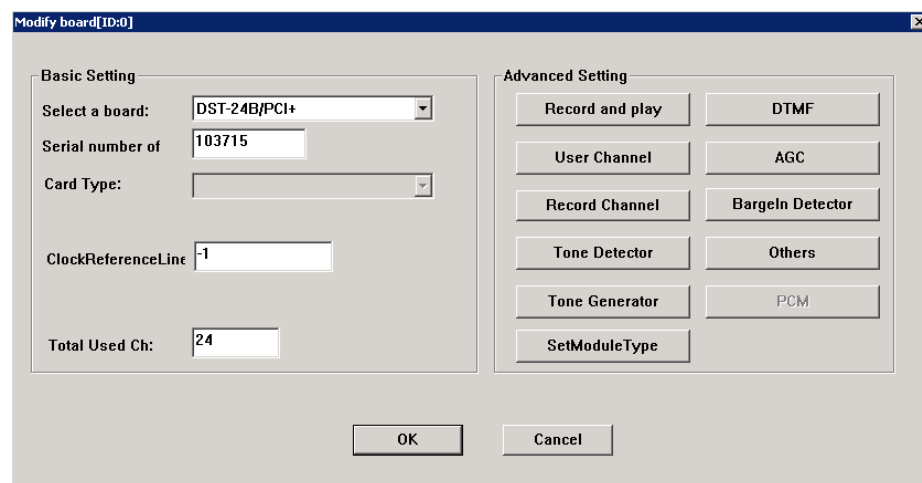 Modify board[ID:0]
Basic Setting
Select a board:
DST-24B/PCI+
Serial number of
103715
Card Type:
ClockReferenceLine
-1
Total Used Ch:
24
Advanced Setting
Record and play
DTMF
User Channel
AGC
Record Channel
BargeIn Detector
Tone Detector
Others
Tone Generator
PCM
SetModuleType
OK
Cancel